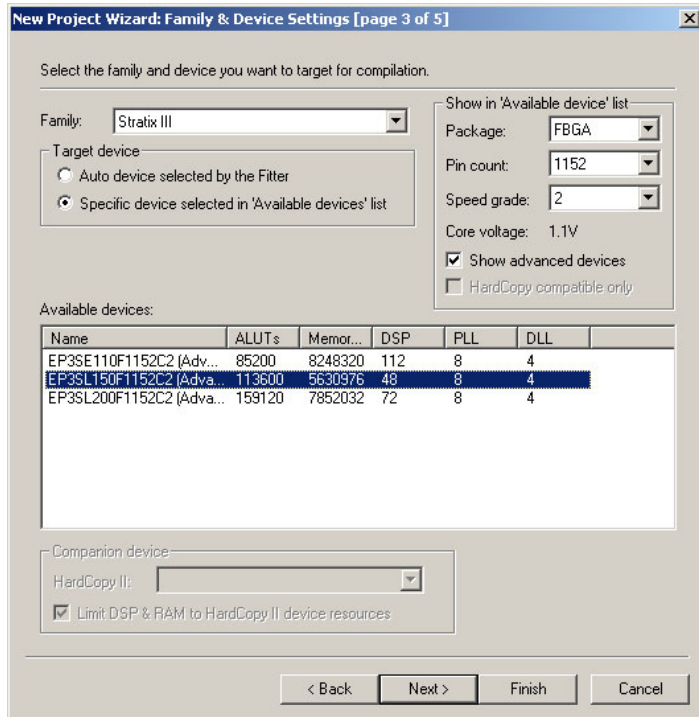 New Project Wizard: Family & Device Settings [page 3 of 5]
Select the family and device you want to target for compilation.
Family: Stratix III
Target device
Auto device selected by the Fitter
Specific device selected in 'Available devices' list
Show in 'Available device' list
Package: FBGA
Pin count: 1152
Speed grade: 2
Core voltage: 1.1V
Show advanced devices
HardCopy compatible only
Available devices:
Name ALUTs Memor... DSP PLL DLL
EP3SE110F1152C2 (Adv... 85200 8248320 112 8 4
EP3SL150F1152C2 (Adva... 113600 5630976 48 8 4
EP3SL200F1152C2 (Adva... 159120 7852032 72 8 4
Companion device
HardCopy II:
Limit DSP & RAM to HardCopy II device resources
< Back Next > Finish Cancel